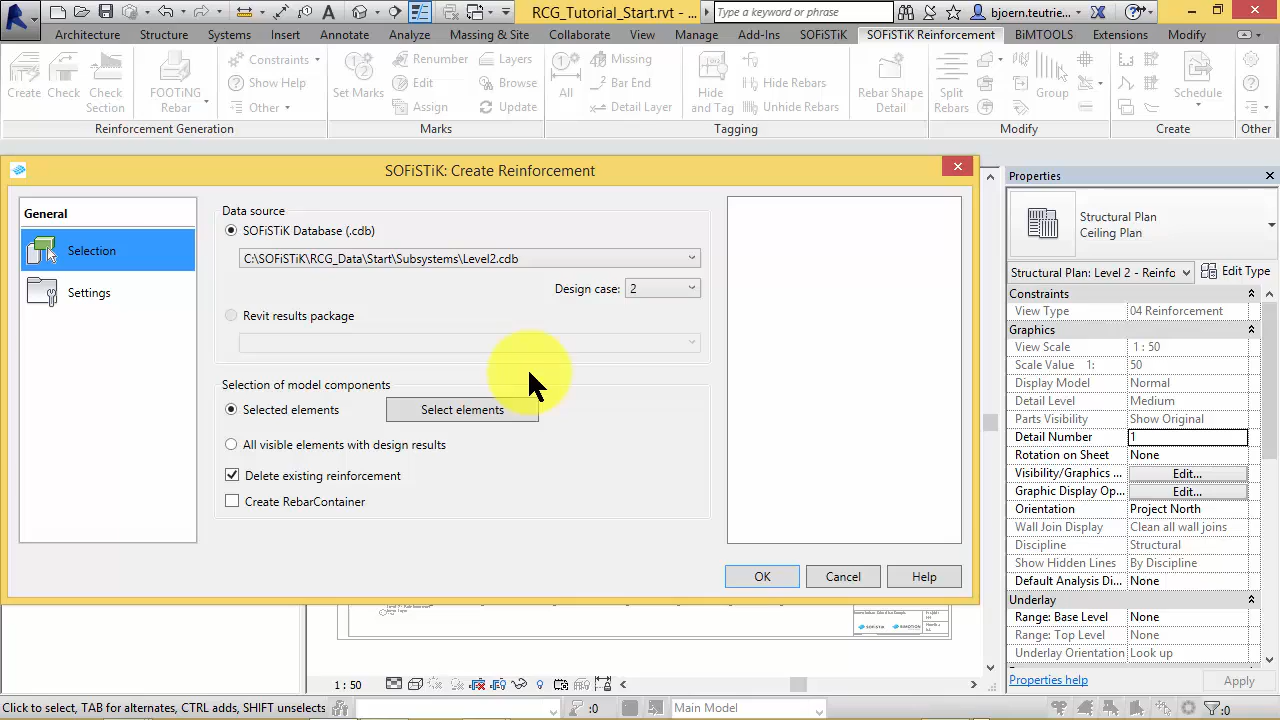 RCG_Tutorial_Start.rvt - ...
Type a keyword or phrase
bjoern.teutrie...
Architecture Structure Systems Insert Annotate Analyze Massing & Site Collaborate View Manage Add-Ins SOFiSTiK SOFiSTiK Reinforcement BiMTOOLS Extensions Modify
Create Check Check Section FOOTiNG Rebar
Constraints
Show help
Other
Set Marks
Renumber
Edit
Assign
Layers
Browse
Update
All
Missing
Bar End
Detail Layer
Hide and Tag
Hide Rebars
Unhide Rebars
Rebar Shape Detail
Split Rebars
Group
Schedule
Reinforcement Generation Marks Tagging Modify Create Other
SOFiSTiK: Create Reinforcement
General
Selection
Settings
Data source
SOFiSTiK Database (.cdb)
C:\SOFiSTiK\RCG_Data\Start\Subsystems\Level2.cdb
Design case: 2
Revit results package
Selection of model components
Selected elements Select elements
All visible elements with design results
Delete existing reinforcement
Create RebarContainer
OK Cancel Help
Properties
Structural Plan
Ceiling Plan
Structural Plan: Level 2 - Reinfo Edit Type
Constraints
View Type 04 Reinforcement
Graphics
View Scale 1 : 50
Scale Value 1: 50
Display Model Normal
Detail Level Medium
Parts Visibility Show Original
Detail Number 1
Rotation on Sheet None
Visibility/Graphics ... Edit...
Graphic Display Op... Edit...
Orientation Project North
Wall Join Display Clean all wall joins
Discipline Structural
Show Hidden Lines By Discipline
Default Analysis Di... None
Underlay
Range: Base Level None
Range: Top Level None
Underlay Orientation Look up
Properties help Apply
1 : 50
Click to select, TAB for alternates, CTRL adds, SHIFT unselects
:0
Main Model
:0